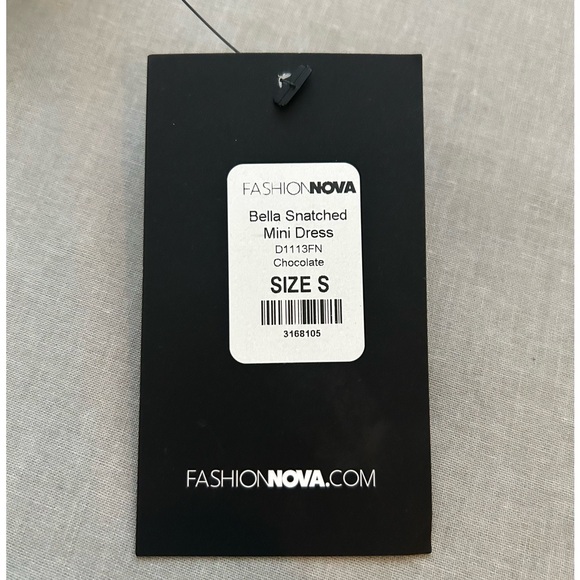 FASHIONNOVA
Bella Snatched
Mini Dress
D1113FN
Chocolate
SIZE S
3168105
FASHIONNOVA.COM